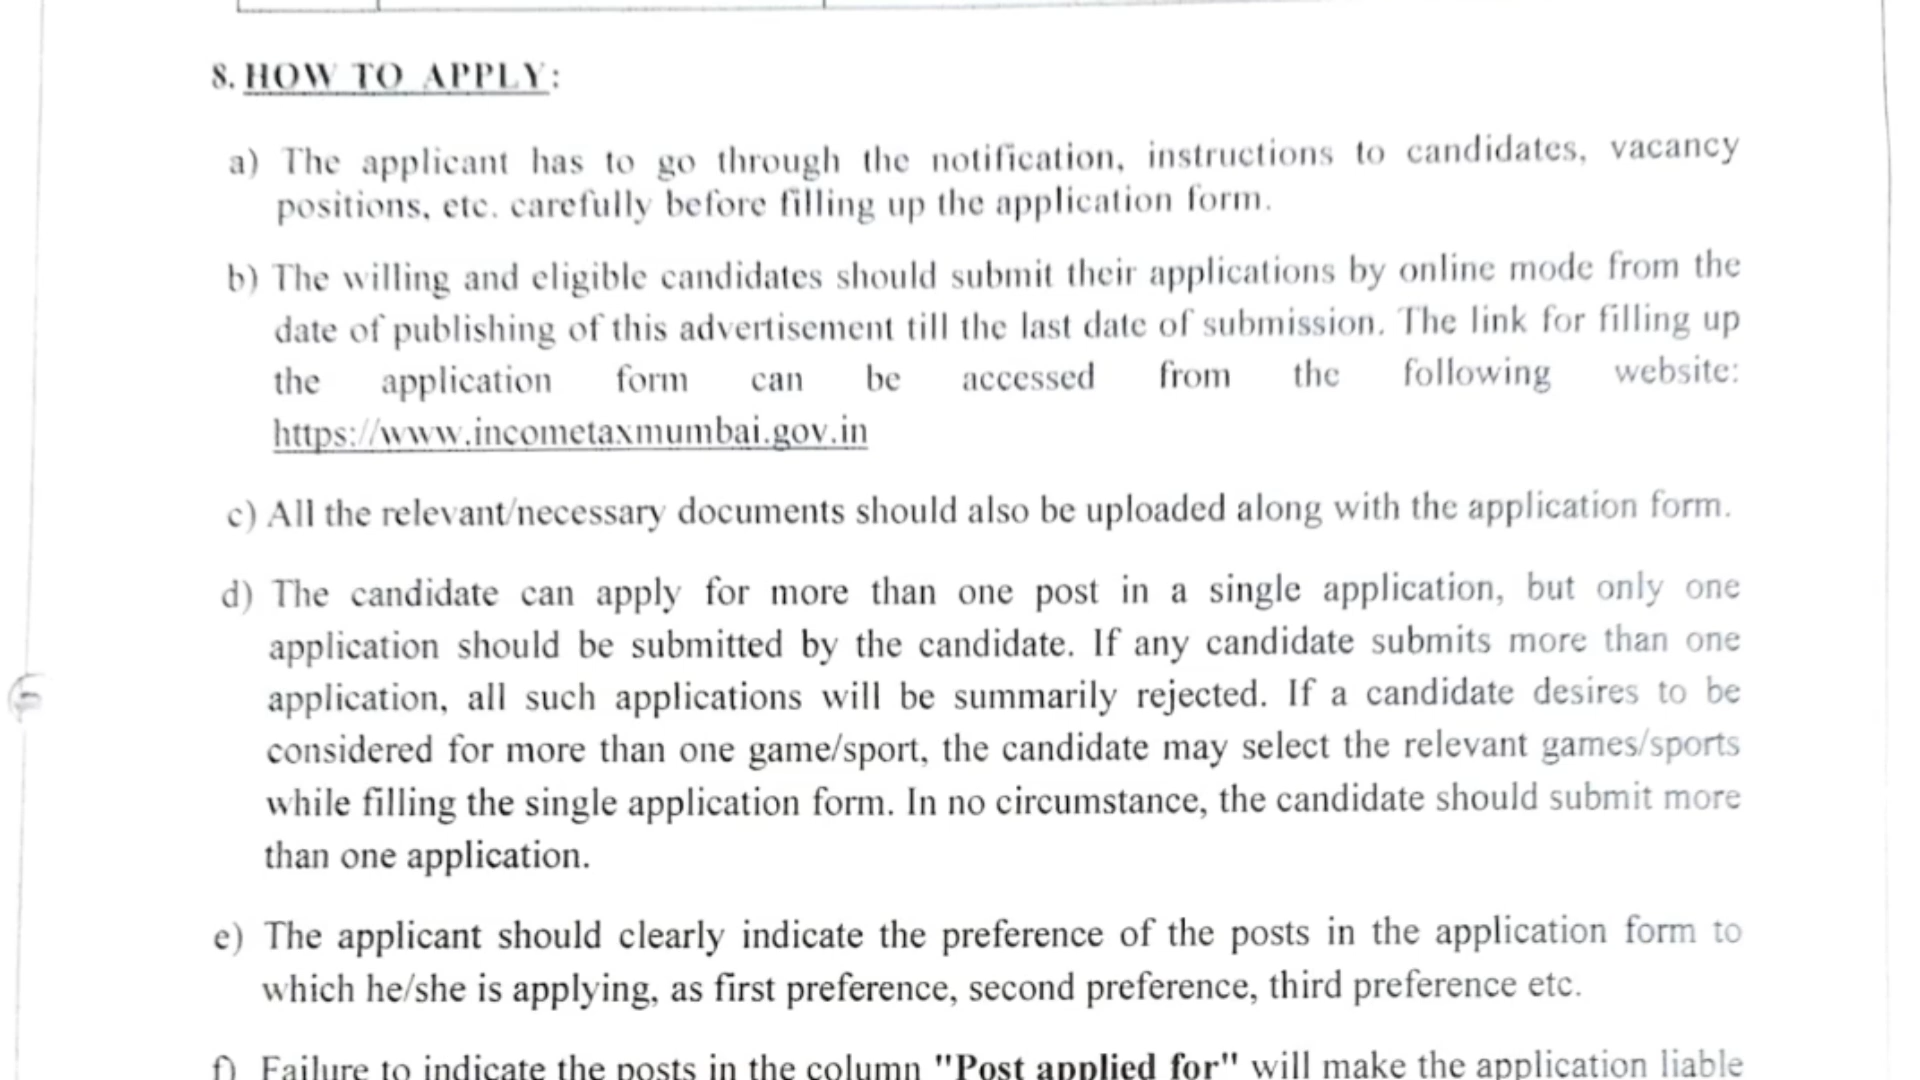 8. HOW TO APPLY:
a) The applicant has to go through the notification, instructions to candidates, vacancy
positions, etc. carefully before filling up the application form.
b) The willing and eligible candidates should submit their applications by online mode from the
date of publishing of this advertisement till the last date of submission. The link for filling up
the application form can be accessed from the following website:
https://www.incometaxmumbai.gov.in
c) All the relevant/necessary documents should also be uploaded along with the application form.
d) The candidate can apply for more than one post in a single application, but only one
application should be submitted by the candidate. If any candidate submits more than one
application, all such applications will be summarily rejected. If a candidate desires to be
considered for more than one game/sport, the candidate may select the relevant games/sports
while filling the single application form. In no circumstance, the candidate should submit more
than one application.
e) The applicant should clearly indicate the preference of the posts in the application form to
which he/she is applying, as first preference, second preference, third preference etc.
f) Failure to indicate the posts in the column "Post applied for" will make the application liable